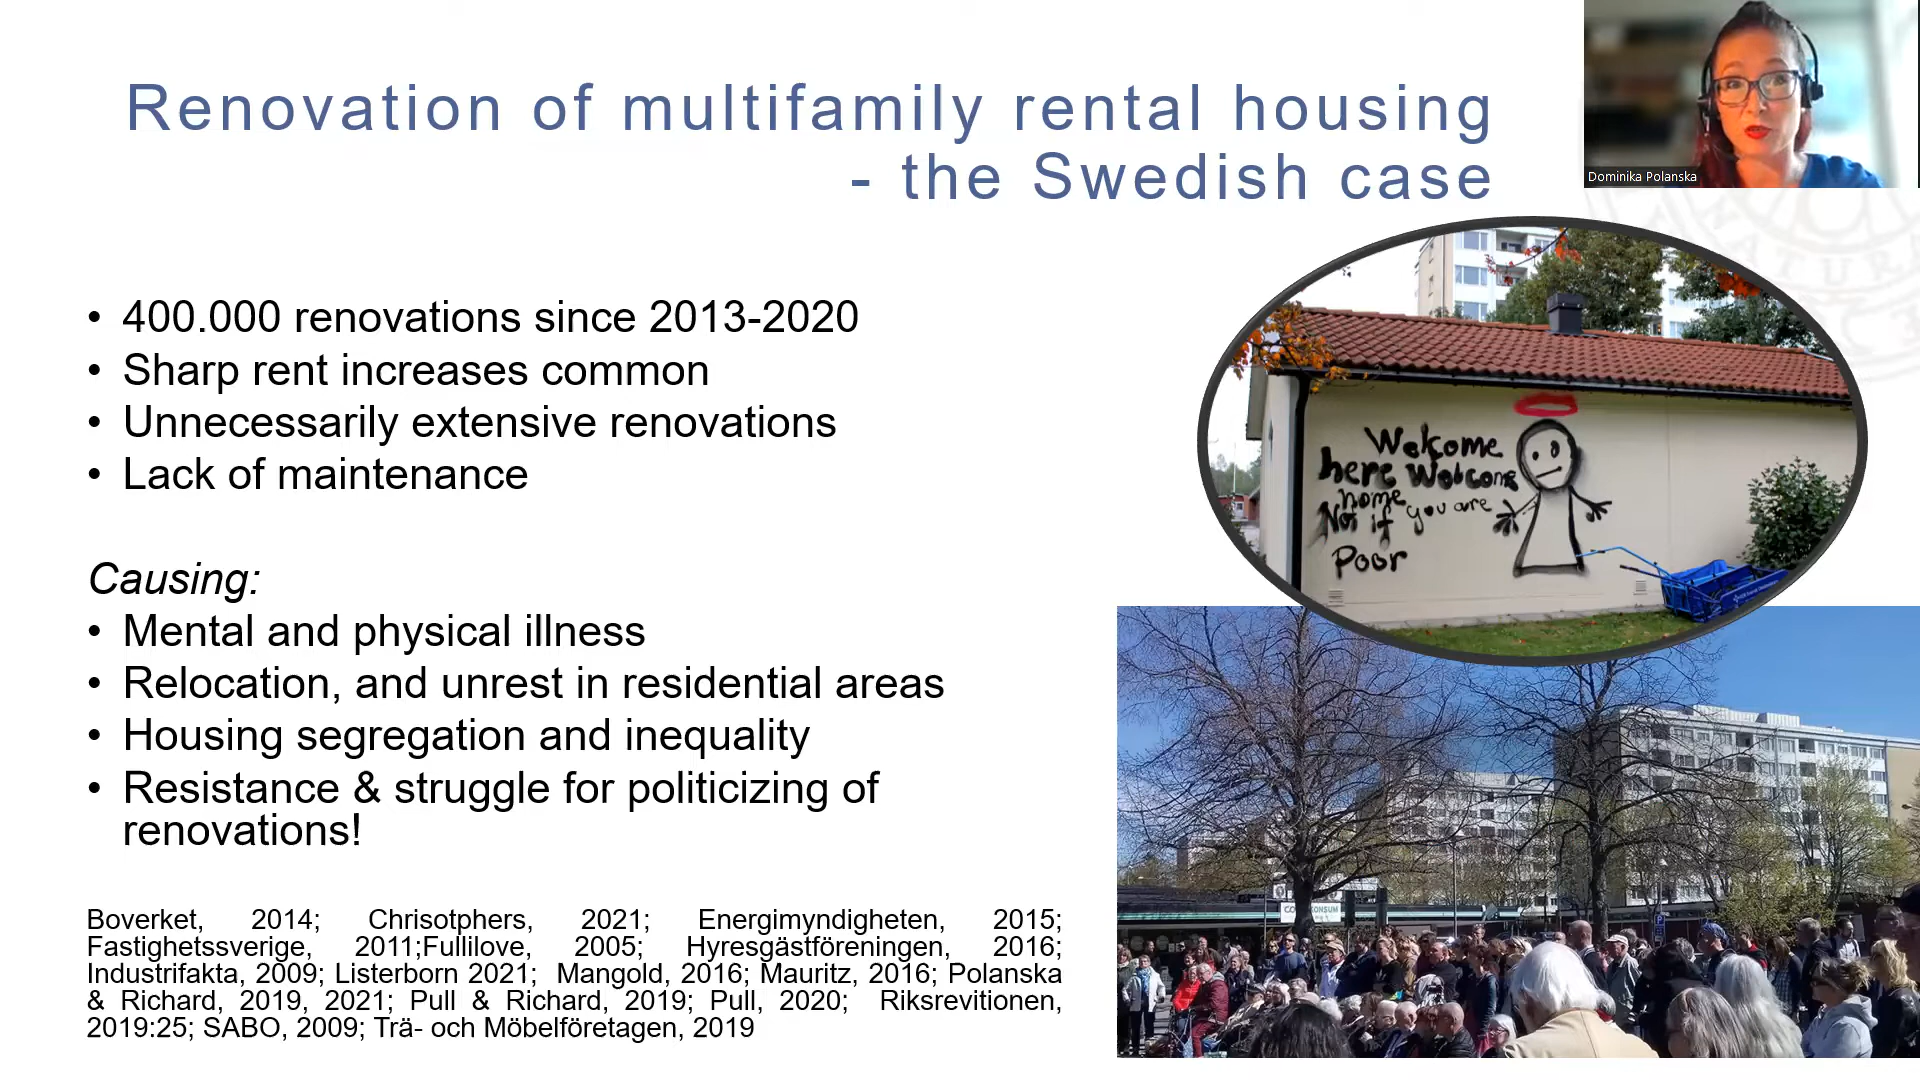 Renovation of multifamily rental housing
- the Swedish case
Dominika Polanska
• 400.000 renovations since 2013-2020
• Sharp rent increases common
• Unnecessarily extensive renovations
• Lack of maintenance
Causing:
• Mental and physical illness
• Relocation, and unrest in residential areas
• Housing segregation and inequality
• Resistance & struggle for politicizing of
renovations!
Boverket, 2014; Chrisotphers, 2021; Energimyndigheten, 2015;
Fastighetssverige, 2011;Fullilove, 2005; Hyresgästföreningen, 2016;
Industrifakta, 2009; Listerborn 2021; Mangold, 2016; Mauritz, 2016; Polanska
& Richard, 2019, 2021; Pull & Richard, 2019; Pull, 2020; Riksrevitionen,
2019:25; SABO, 2009; Trä- och Möbelföretagen, 2019
Welcome
here Welcome
home
Not if you are
Poor
KONSUM